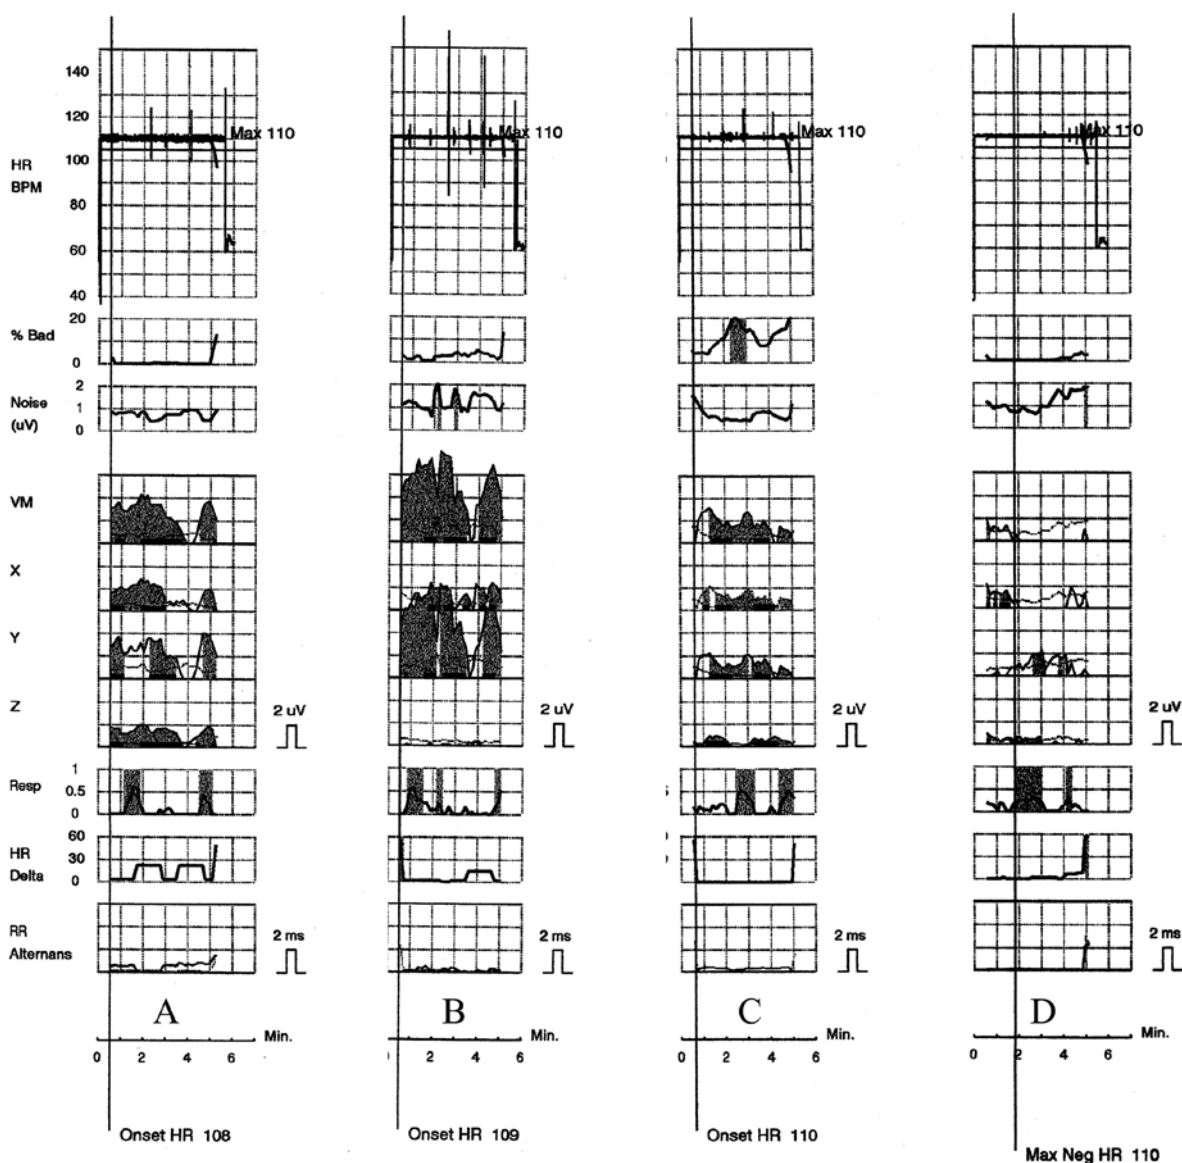 140
120
Max 110
Max 110
Max 110
Max 110
110
HR
100
BPM
80
60
40
20
% Bad
0
2
Noise
1
(uV)
0
VM
X
Y
Z
2 uV
2 uV
2 uV
2 uV
1
Resp
0.5
0
60
HR
30
Delta
0
RR
2 ms
2 ms
2 ms
2 ms
Alternans
A
B
C
D
Min.
Min.
Min.
Min.
0 2 4 6
2 4 6
0 2 4 6
0 2 4 6
Onset HR 108
Onset HR 109
Onset HR 110
Max Neg HR 110